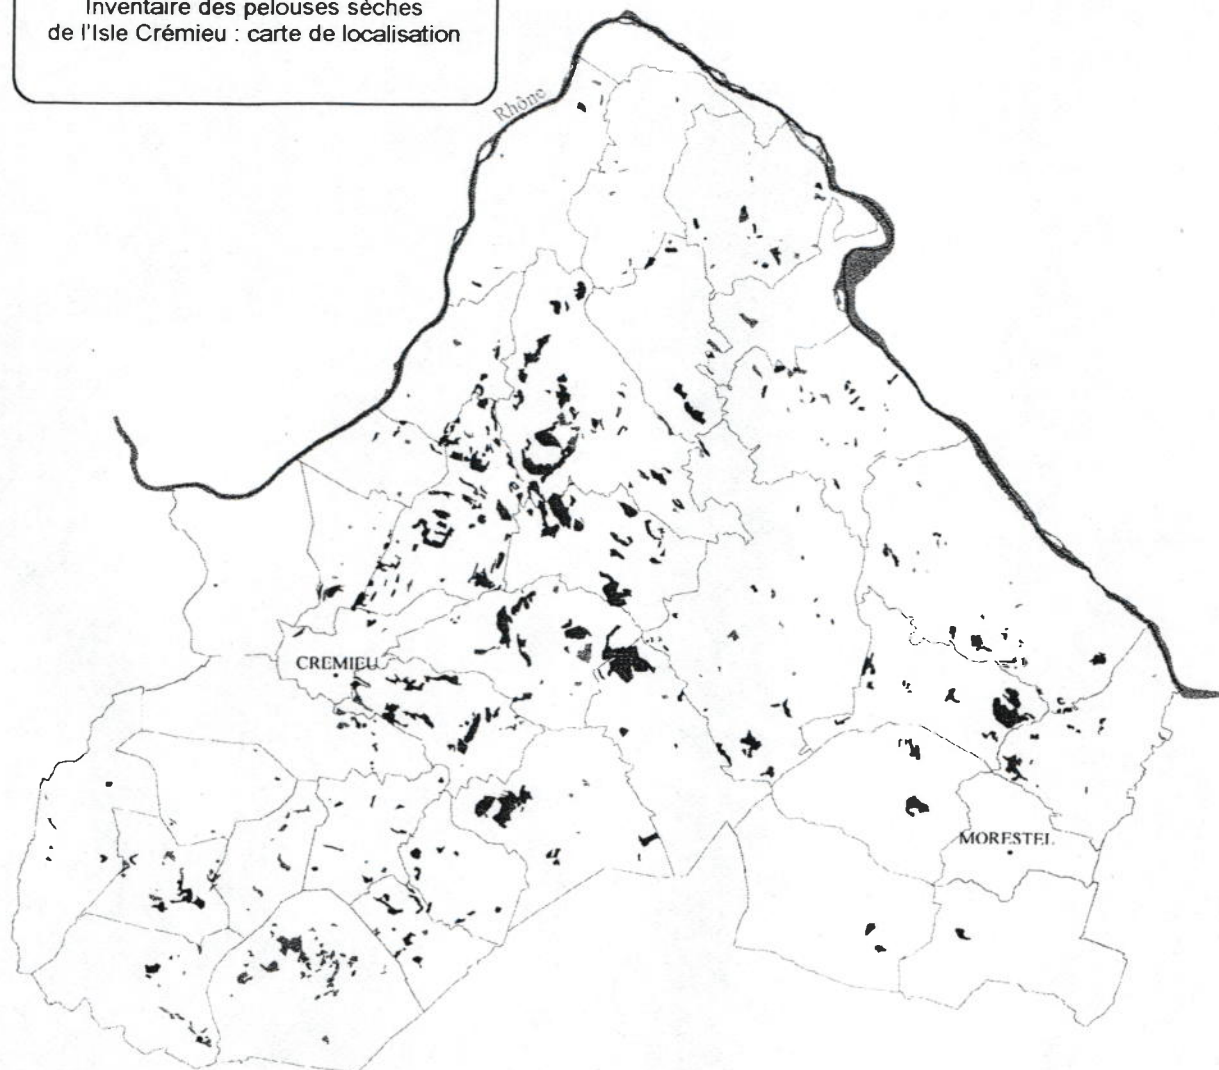 Inventaire des pelouses sèches
de l'Isle Crémieu : carte de localisation
Rhône
CREMIEU
MORESTEL